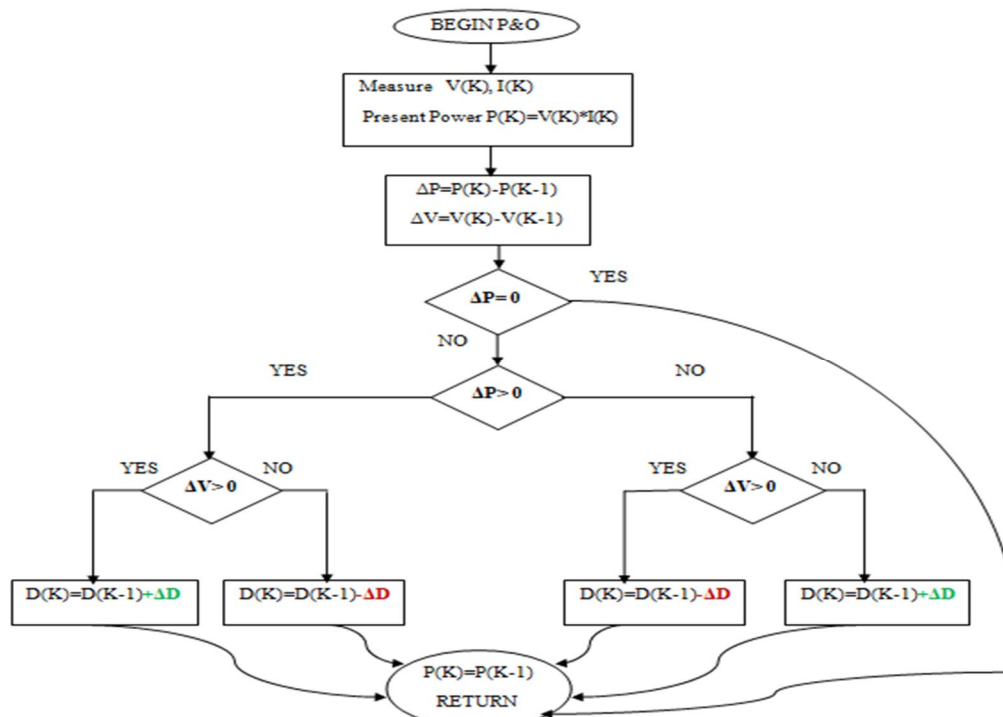 BEGIN P&O
Measure V(K), I(K)
Present Power P(K)=V(K)*I(K)
ΔP=P(K)-P(K-1)
ΔV=V(K)-V(K-1)
YES
ΔP= 0
NO
YES
NO
ΔP> 0
YES
NO
YES
NO
ΔV> 0
ΔV> 0
D(K)=D(K-1)+ΔD
D(K)=D(K-1)-ΔD
D(K)=D(K-1)-ΔD
D(K)=D(K-1)+ΔD
P(K)=P(K-1)
RETURN